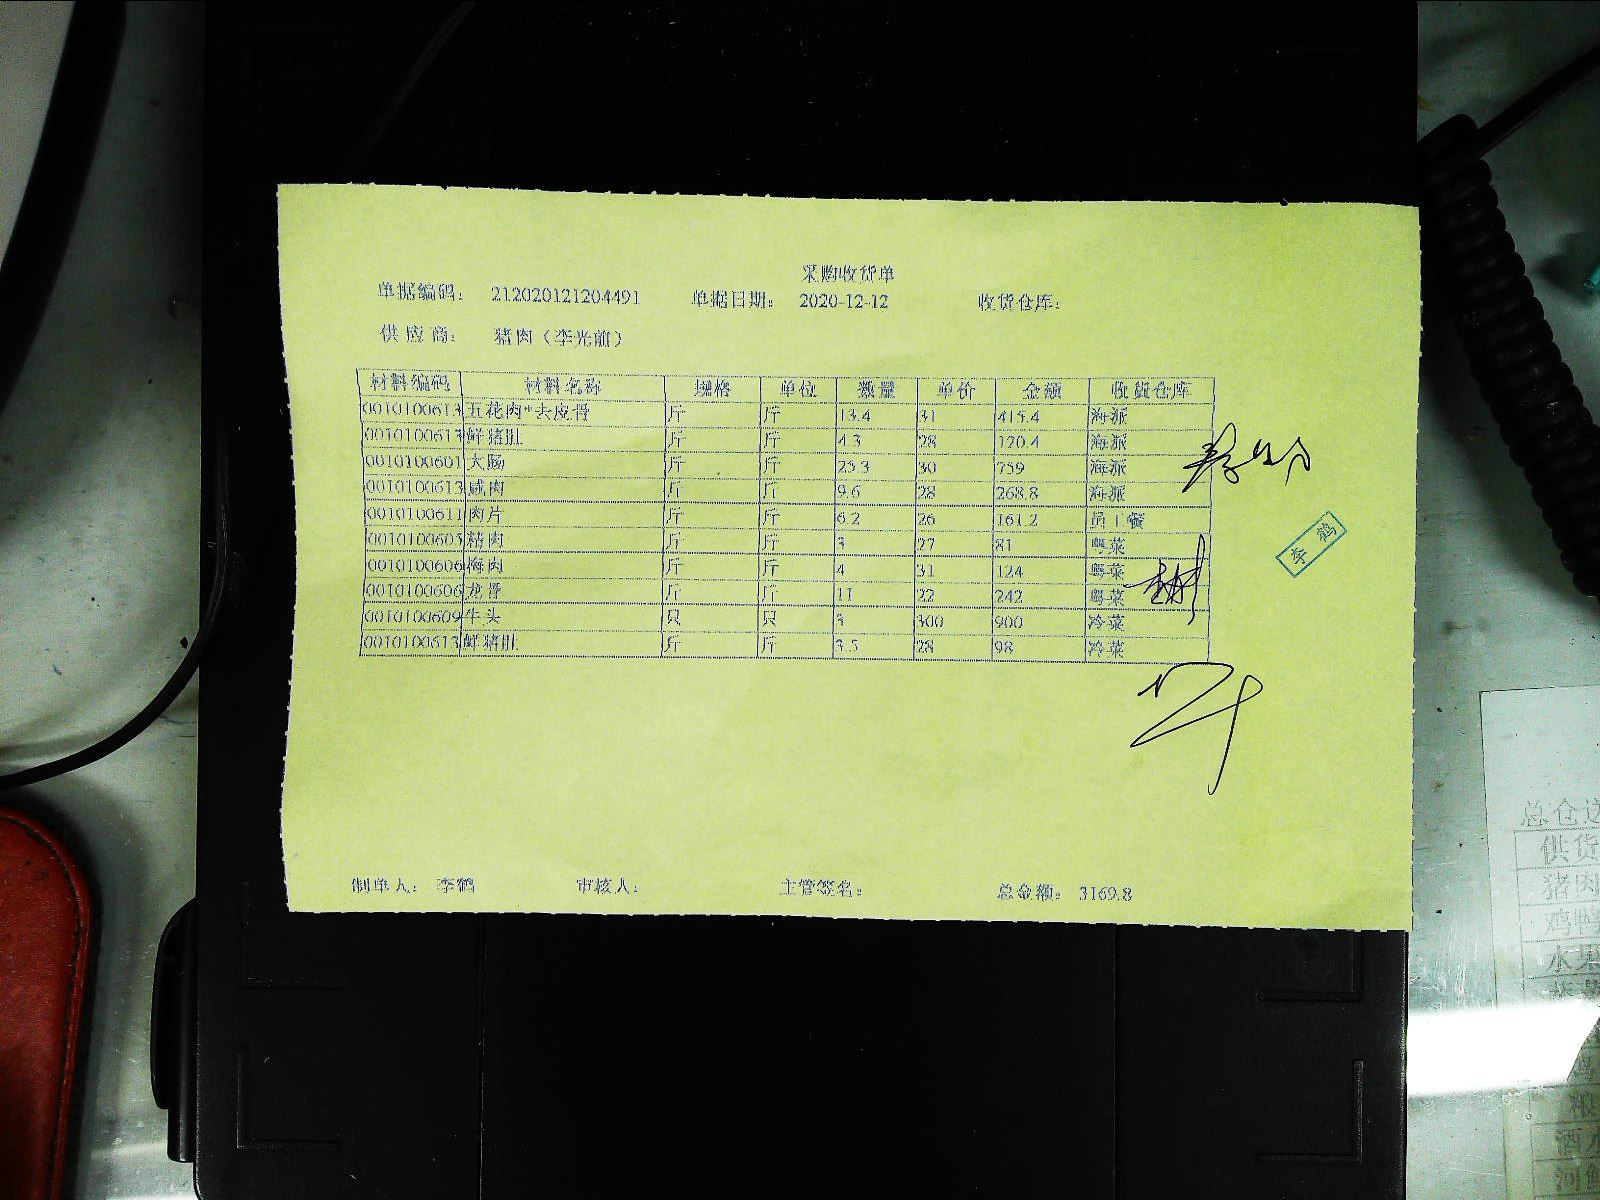 采购收货单
单据编码: 212020121204491 单据日期: 2020-12-12 收货仓库:
供应商: 猪肉(李光前)
材料编码 材料名称 规格 单位 数量 单价 金额 收货仓库
0010100613 五花肉*去皮骨 斤 斤 13.4 31 415.4 海派
0010100613 鲜猪肚 斤 斤 4.3 28 120.4 海派
0010100601 大肠 斤 斤 25.3 30 759 海派
0010100613 咸肉 斤 斤 9.6 28 268.8 海派
0010100611 肉片 斤 斤 6.2 26 161.2 员工餐
0010100605 精肉 斤 斤 3 27 81 粤菜
0010100606 梅肉 斤 斤 4 31 124 粤菜
0010100606 龙骨 斤 斤 11 22 242 粤菜
0010100609 牛头 只 只 3 300 900 冷菜
0010100613 鲜猪肚 斤 斤 3.5 28 98 冷菜
李鹤
制单人: 李鹤 审核人: 主管签名: 总金额: 3169.8
总仓
供货
猪肉
水果